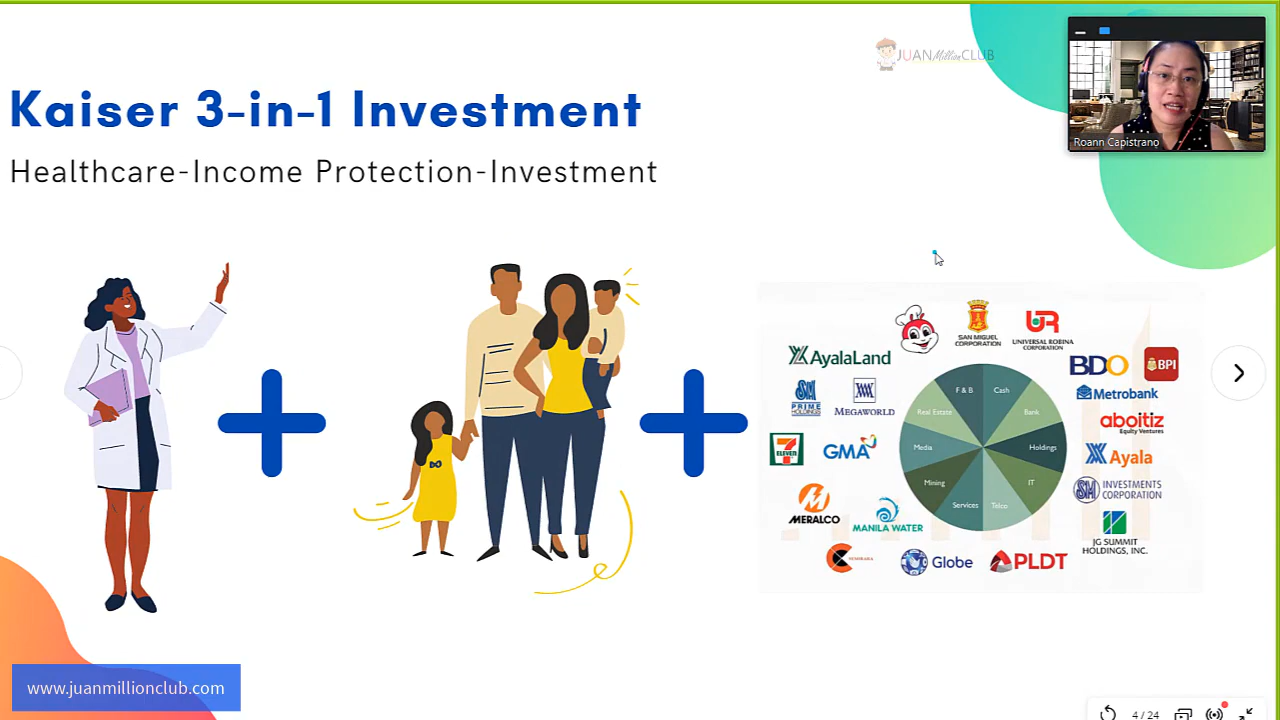 JUAN Million CLUB
Roann Capistrano
Kaiser 3-in-1 Investment
Healthcare-Income Protection-Investment
SAN MIGUEL
CORPORATION
UR
UNIVERSAL ROBINA
CORPORATION
AyalaLand
BDO
BPI
SM
PRIME
HOLDINGS
MEGAWORLD
F & B
Cash
Metrobank
Real Estate
Bank
aboitiz
Equity Ventures
7
ELEVEN
GMA
Media
Holdings
Ayala
Mining
IT
SM
INVESTMENTS
CORPORATION
MERALCO
MANILA WATER
Services
Telco
JG SUMMIT
HOLDINGS, INC.
Globe
PLDT
www.juanmillionclub.com
4 / 24